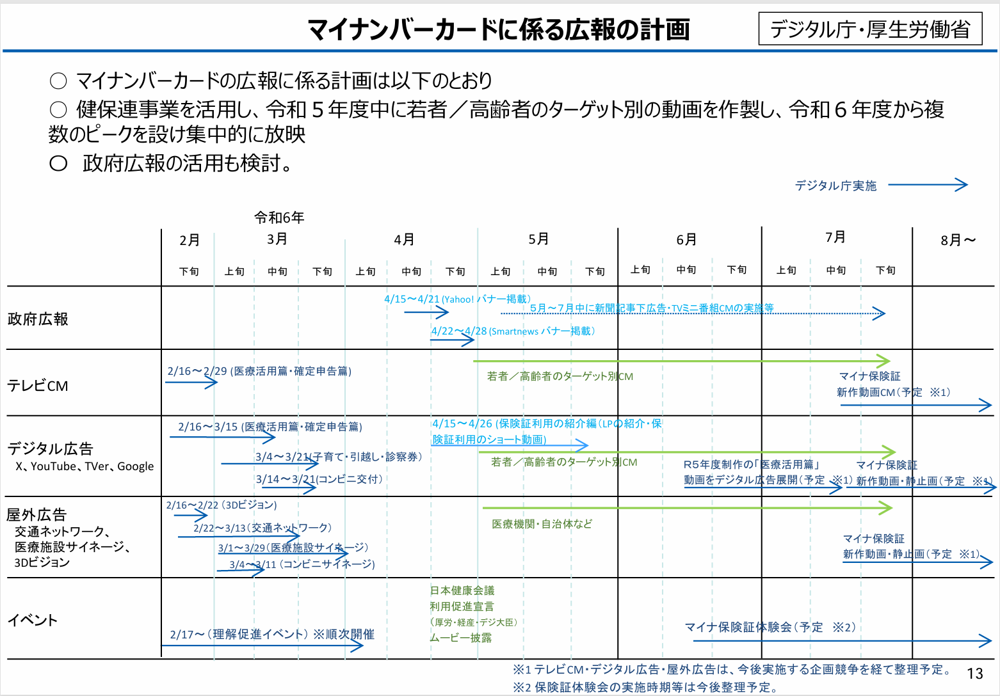 マイナンバーカードに係る広報の計画
デジタル庁・厚生労働省
○ マイナンバーカードの広報に係る計画は以下のとおり
○ 健保連事業を活用し、令和５年度中に若者／高齢者のターゲット別の動画を作製し、令和６年度から複
数のピークを設け集中的に放映
○ 政府広報の活用も検討。
デジタル庁実施
令和6年
2月 3月 4月 5月 6月 7月 8月～
下旬 上旬 中旬 下旬 上旬 中旬 下旬 上旬 中旬 下旬 上旬 中旬 下旬 上旬 中旬 下旬
政府広報
4/15～4/21 (Yahoo! バナー掲載)
５月～７月中に新聞記事下広告・TVミニ番組CMの実施等
4/22～4/28 (Smartnews バナー掲載)
テレビCM
2/16～2/29 (医療活用篇・確定申告篇)
若者／高齢者のターゲット別CM
マイナ保険証
新作動画CM（予定 ※1）
デジタル広告
X、YouTube、TVer、Google
2/16～3/15 (医療活用篇・確定申告篇)
3/4～3/21(子育て・引越し・診察券)
3/14～3/21(コンビニ交付)
4/15～4/26 (保険証利用の紹介編（LPの紹介・保
険証利用のショート動画)
若者／高齢者のターゲット別CM
R5年度制作の「医療活用篇」
動画をデジタル広告展開（予定 ※1）
マイナ保険証
新作動画・静止画（予定 ※1）
屋外広告
交通ネットワーク、
医療施設サイネージ、
3Dビジョン
2/16～2/22 （3Dビジョン)
2/22～3/13（交通ネットワーク）
3/1～3/29（医療施設サイネージ）
3/4～3/11 （コンビニサイネージ)
医療機関・自治体など
マイナ保険証
新作動画・静止画（予定 ※1）
イベント
2/17～（理解促進イベント） ※順次開催
日本健康会議
利用促進宣言
（厚労・経産・デジ大臣）
ムービー披露
マイナ保険証体験会（予定 ※2）
※1 テレビCM・デジタル広告・屋外広告は、今後実施する企画競争を経て整理予定。
※2 保険証体験会の実施時期等は今後整理予定。
13